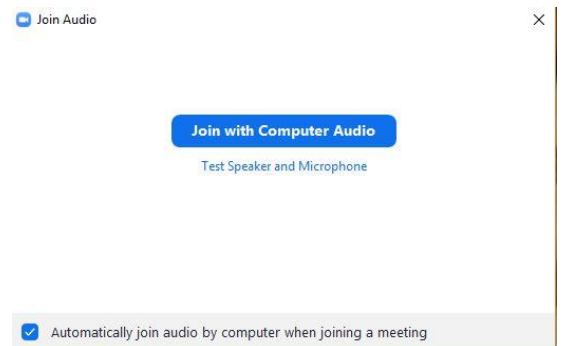 Join Audio
Join with Computer Audio
Test Speaker and Microphone
Automatically join audio by computer when joining a meeting